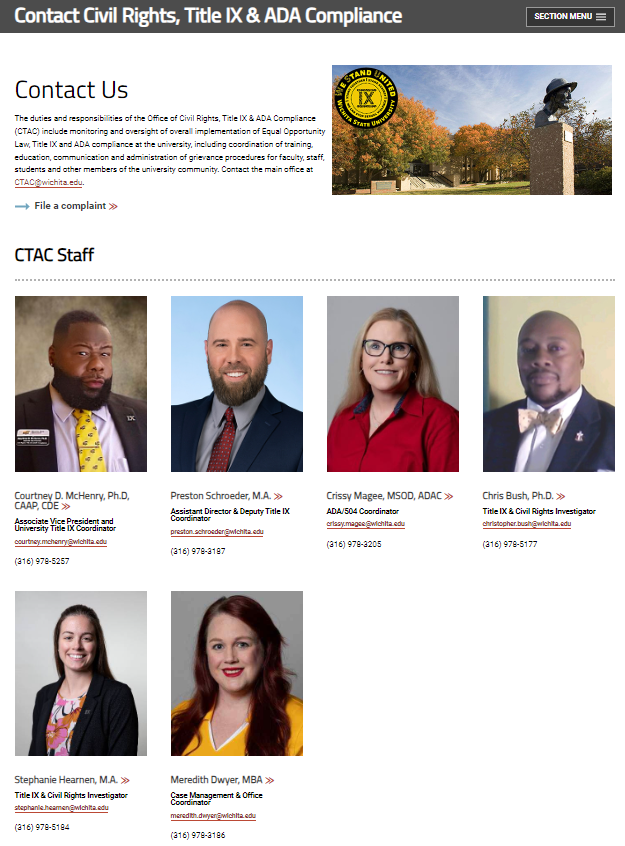 Contact Civil Rights, Title IX & ADA Compliance
SECTION MENU
Contact Us
The duties and responsibilities of the Office of Civil Rights, Title IX & ADA Compliance
(CTAC) include monitoring and oversight of overall implementation of Equal Opportunity
Law, Title IX and ADA compliance at the university, including coordination of training,
education, communication and administration of grievance procedures for faculty, staff,
students and other members of the university community. Contact the main office at
CTAC@wichita.edu.
File a complaint »
WE STAND UNITED
IX
WICHITA STATE UNIVERSITY
CTAC Staff
IX
Courtney D. McHenry, Ph.D,
CAAP, CDE »
Associate Vice President and
University Title IX Coordinator
courtney.mchenry@wichita.edu
(316) 978-5257
Preston Schroeder, M.A. »
Assistant Director & Deputy Title IX
Coordinator
preston.schroeder@wichita.edu
(316) 978-3187
Crissy Magee, MSOD, ADAC »
ADA/504 Coordinator
crissy.magee@wichita.edu
(316) 978-3205
Chris Bush, Ph.D. »
Title IX & Civil Rights Investigator
christopher.bush@wichita.edu
(316) 978-5177
Stephanie Hearnen, M.A. »
Title IX & Civil Rights Investigator
stephanie.hearnen@wichita.edu
(316) 978-5184
Meredith Dwyer, MBA »
Case Management & Office
Coordinator
meredith.dwyer@wichita.edu
(316) 978-3186